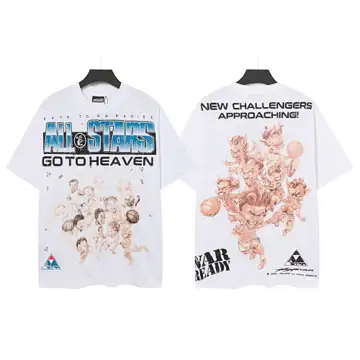 ALL STARS
GO TO HEAVEN
NEW CHALLENGERS
APPROACHING!
WAR
READY